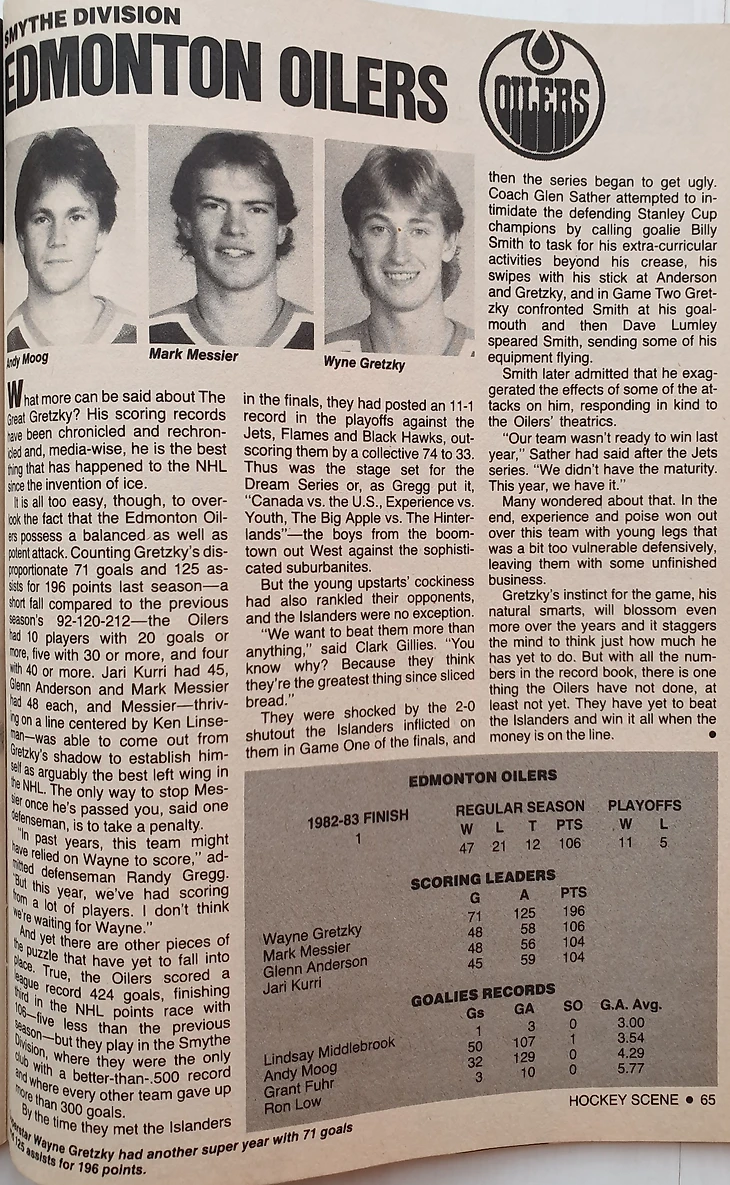 SMYTHE DIVISION
EDMONTON OILERS
OILERS
Andy Moog
Mark Messier
Wyne Gretzky
What more can be said about The
Great Gretzky? His scoring records
have been chronicled and rechron-
icled and, media-wise, he is the best
thing that has happened to the NHL
since the invention of ice.
It is all too easy, though, to over-
look the fact that the Edmonton Oil-
ers possess a balanced as well as
potent attack. Counting Gretzky's dis-
proportionate 71 goals and 125 as-
sists for 196 points last season—a
short fall compared to the previous
season's 92-120-212—the Oilers
had 10 players with 20 goals or
more, five with 30 or more, and four
with 40 or more. Jari Kurri had 45,
Glenn Anderson and Mark Messier
had 48 each, and Messier—thriv-
ing on a line centered by Ken Linse-
man—was able to come out from
Gretzky's shadow to establish him-
self as arguably the best left wing in
the NHL. The only way to stop Mes-
sier once he's passed you, said one
defenseman, is to take a penalty.
"In past years, this team might
have relied on Wayne to score," ad-
mitted defenseman Randy Gregg.
"But this year, we've had scoring
from a lot of players. I don't think
we're waiting for Wayne."
And yet there are other pieces of
the puzzle that have yet to fall into
place. True, the Oilers scored a
league record 424 goals, finishing
third in the NHL points race with
106—five less than the previous
season—but they play in the Smythe
Division, where they were the only
club with a better-than-.500 record
and where every other team gave up
more than 300 goals.
By the time they met the Islanders
in the finals, they had posted an 11-1
record in the playoffs against the
Jets, Flames and Black Hawks, out-
scoring them by a collective 74 to 33.
Thus was the stage set for the
Dream Series or, as Gregg put it,
"Canada vs. the U.S., Experience vs.
Youth, The Big Apple vs. The Hinter-
lands"—the boys from the boom-
town out West against the sophisti-
cated suburbanites.
But the young upstarts' cockiness
had also rankled their opponents,
and the Islanders were no exception.
"We want to beat them more than
anything," said Clark Gillies. "You
know why? Because they think
they're the greatest thing since sliced
bread."
They were shocked by the 2-0
shutout the Islanders inflicted on
them in Game One of the finals, and
then the series began to get ugly.
Coach Glen Sather attempted to in-
timidate the defending Stanley Cup
champions by calling goalie Billy
Smith to task for his extra-curricular
activities beyond his crease, his
swipes with his stick at Anderson
and Gretzky, and in Game Two Gret-
zky confronted Smith at his goal-
mouth and then Dave Lumley
speared Smith, sending some of his
equipment flying.
Smith later admitted that he exag-
gerated the effects of some of the at-
tacks on him, responding in kind to
the Oilers' theatrics.
"Our team wasn't ready to win last
year," Sather had said after the Jets
series. "We didn't have the maturity.
This year, we have it."
Many wondered about that. In the
end, experience and poise won out
over this team with young legs that
was a bit too vulnerable defensively,
leaving them with some unfinished
business.
Gretzky's instinct for the game, his
natural smarts, will blossom even
more over the years and it staggers
the mind to think just how much he
has yet to do. But with all the num-
bers in the record book, there is one
thing the Oilers have not done, at
least not yet. They have yet to beat
the Islanders and win it all when the
money is on the line. ●
EDMONTON OILERS
1982-83 FINISH REGULAR SEASON PLAYOFFS
W L T PTS W L
1 47 21 12 106 11 5
SCORING LEADERS
G A PTS
Wayne Gretzky 71 125 196
Mark Messier 48 58 106
Glenn Anderson 48 56 104
Jari Kurri 45 59 104
GOALIES RECORDS
Gs GA SO G.A. Avg.
Lindsay Middlebrook 1 3 0 3.00
Andy Moog 50 107 1 3.54
Grant Fuhr 32 129 0 4.29
Ron Low 3 10 0 5.77
HOCKEY SCENE ● 65
Wayne Gretzky had another super year with 71 goals
125 assists for 196 points.